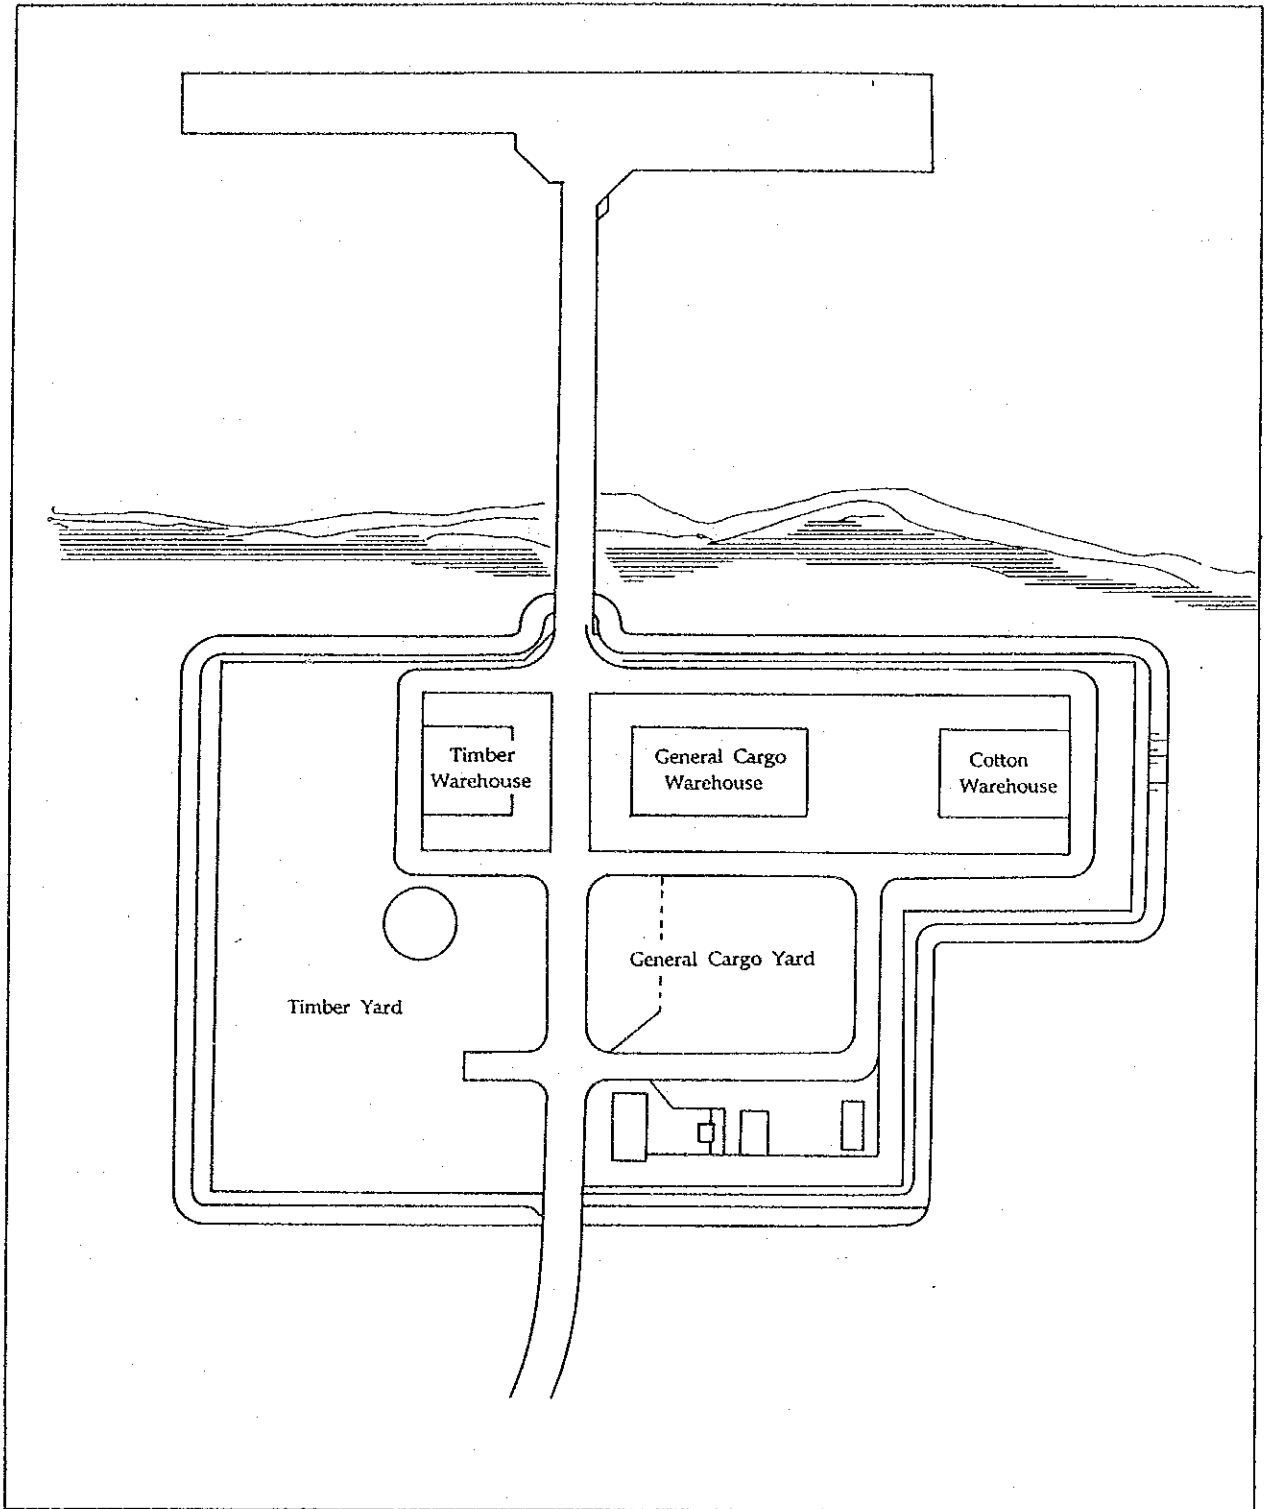 Timber
Warehouse
General Cargo
Warehouse
Cotton
Warehouse
General Cargo Yard
Timber Yard